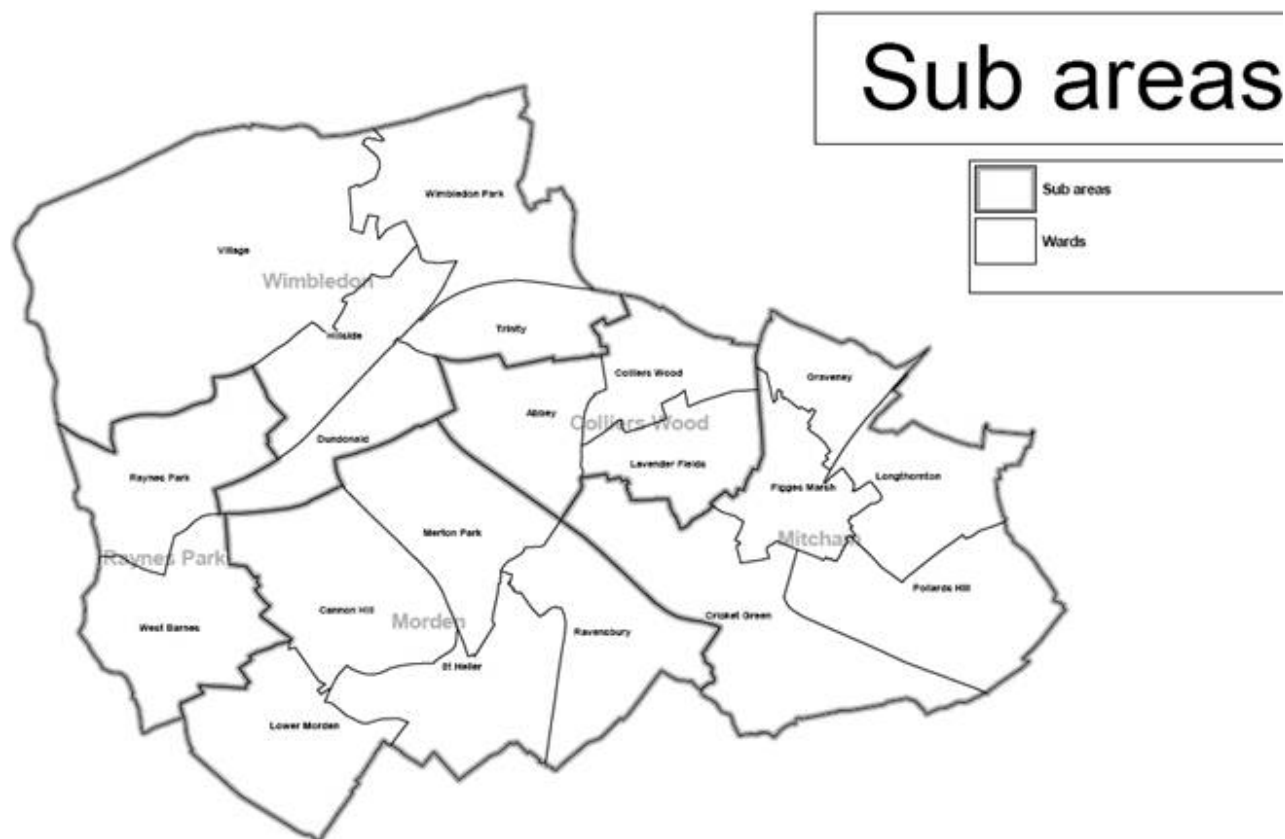 Sub areas
Sub areas
Wards
Wimbledon Park
Village
Wimbledon
Hillside
Trinity
Colliers Wood
Graveney
Abbey
Colliers Wood
Dundonald
Lavender Fields
Raynes Park
Figges Marsh
Longthornton
Merton Park
Mitcham
Raynes Park
Pollards Hill
Cannon Hill
Morden
Cricket Green
West Barnes
Ravensbury
St Helier
Lower Morden